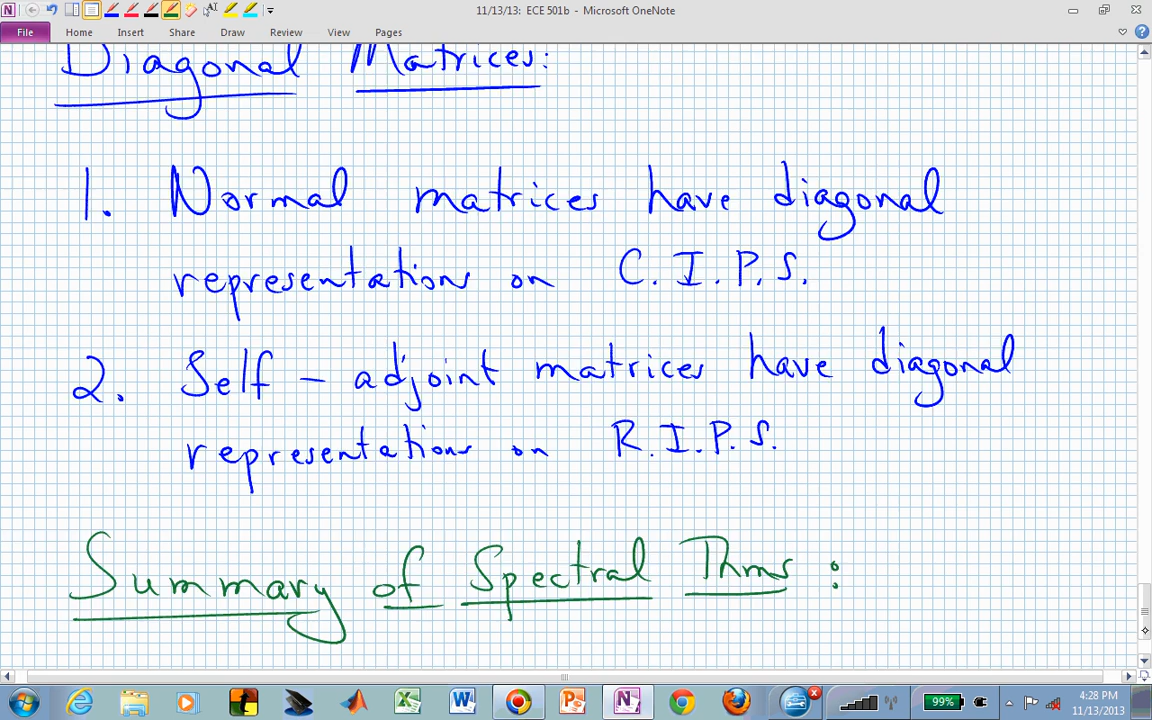 11/13/13: ECE 501b - Microsoft OneNote
File Home Insert Share Draw Review View Pages
Diagonal Matrices:
1. Normal matrices have diagonal
representations on C.I.P.S.
2. Self-adjoint matrices have diagonal
representations on R.I.P.S.
Summary of Spectral Thms:
99%
4:28 PM
11/13/2013